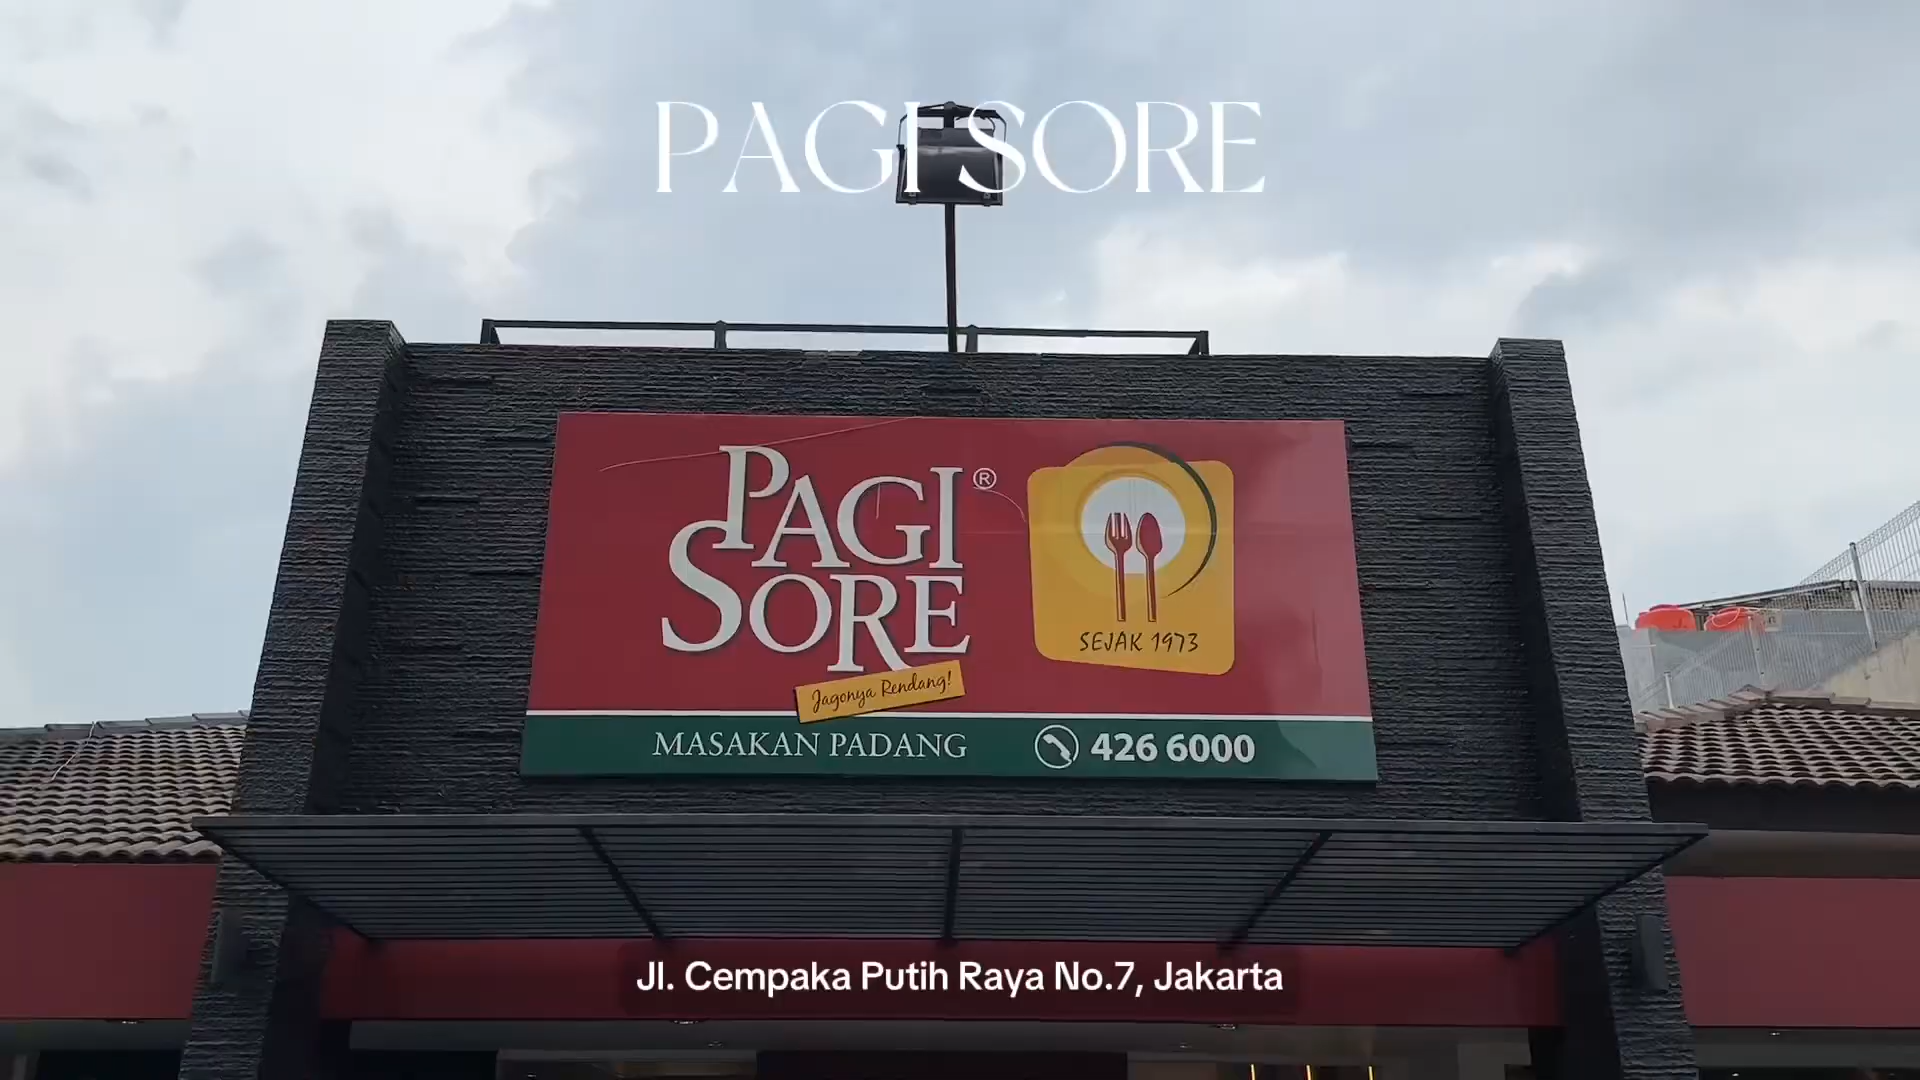 PAGI SORE
PAGI®
SORE
Jagonya Rendang!
SEJAK 1973
MASAKAN PADANG
426 6000
Jl. Cempaka Putih Raya No.7, Jakarta